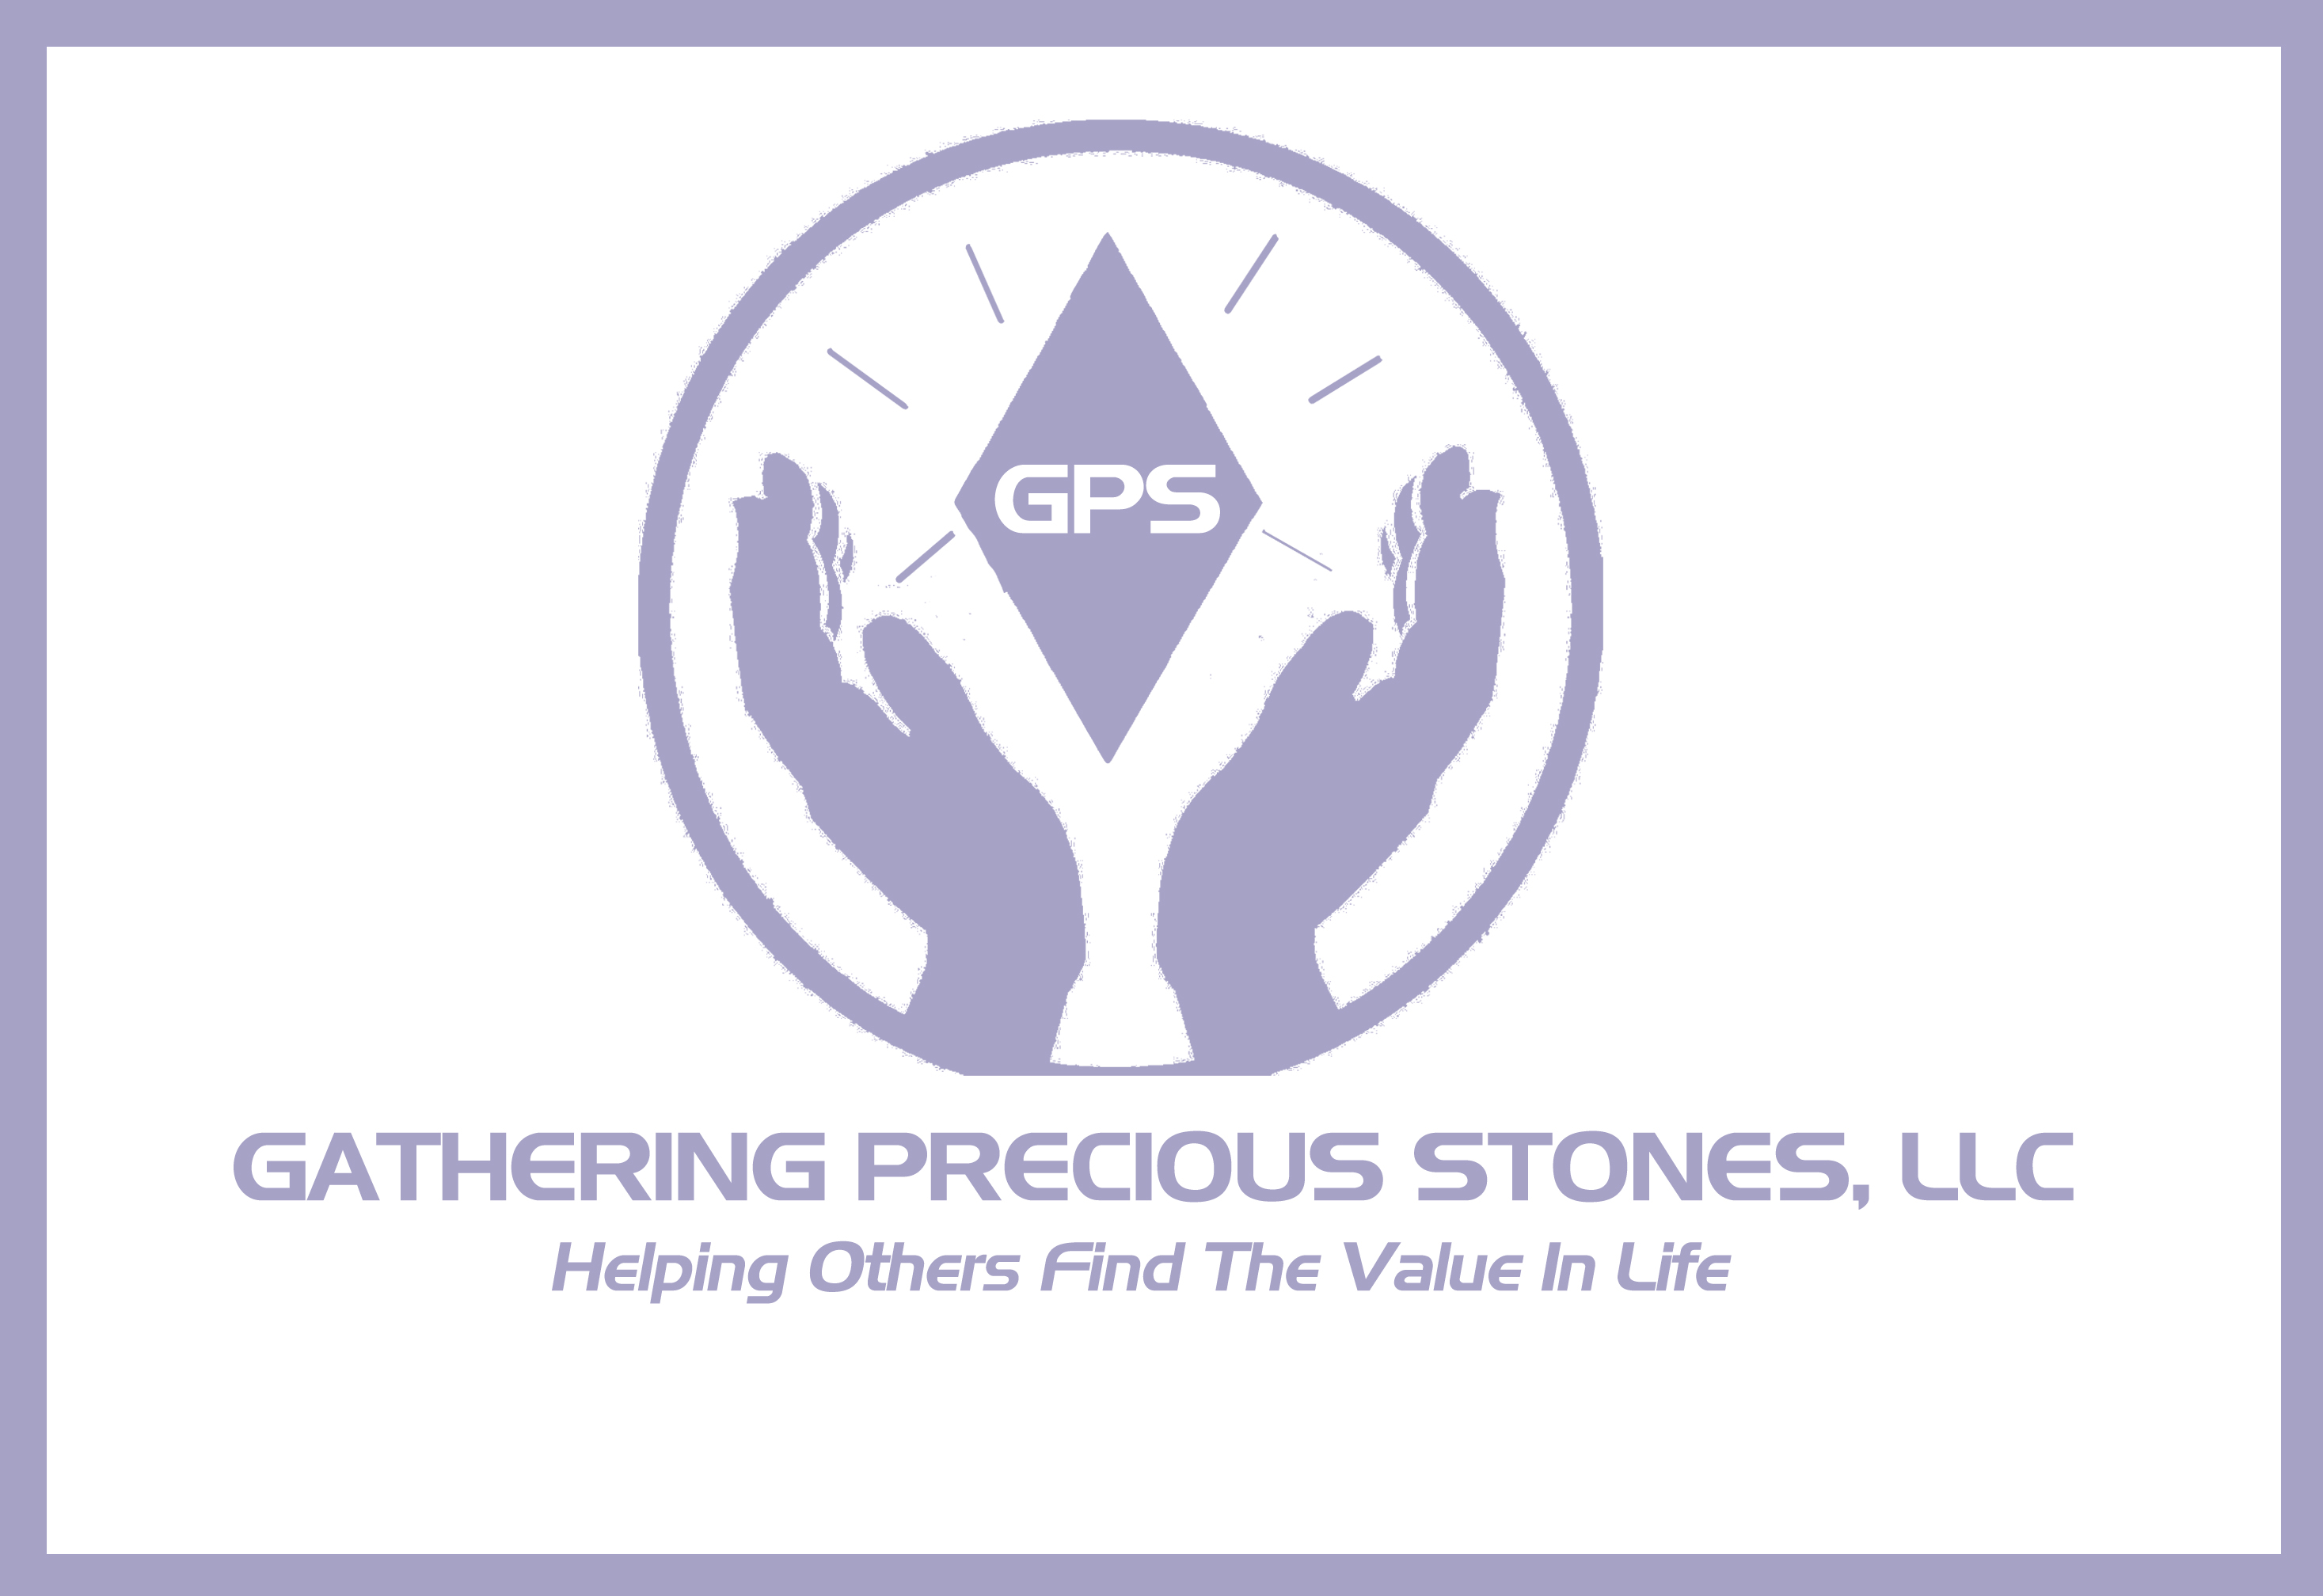 GPS
GATHERING PRECIOUS STONES, LLC
Helping Others Find The Value In Life